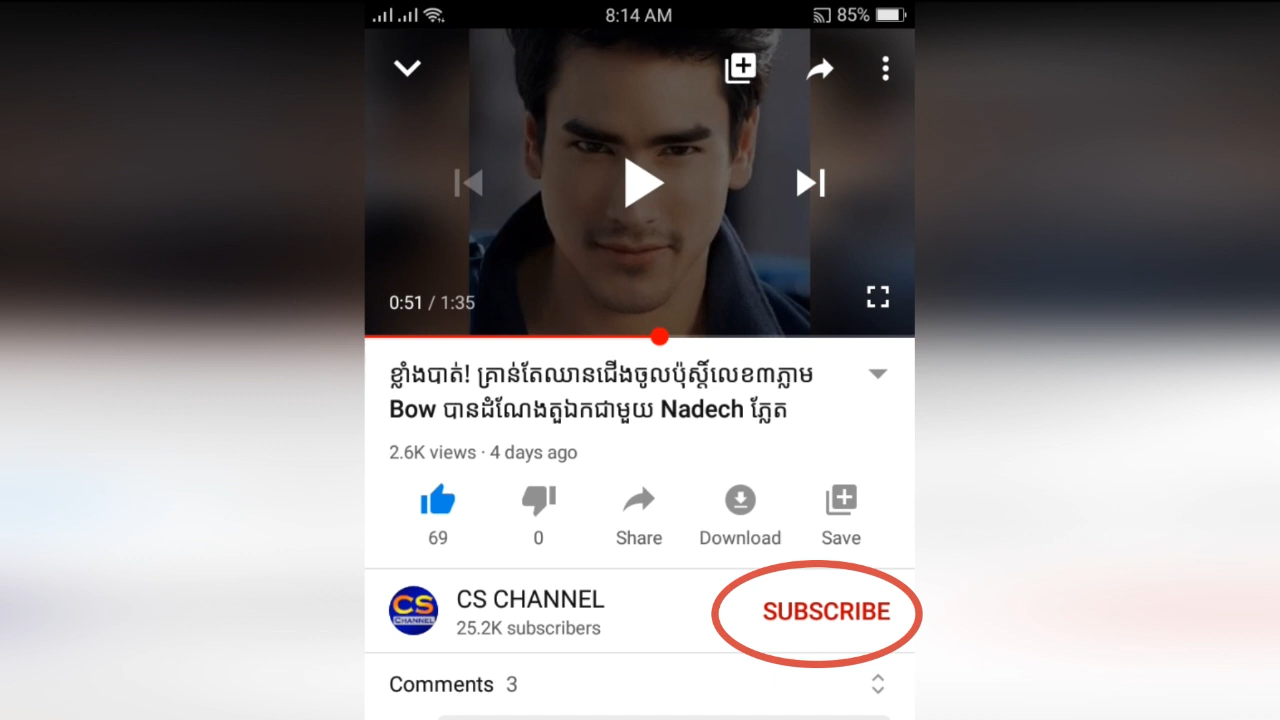 8:14 AM
85%
0:51 / 1:35
ខ្លាំងបាត់! គ្រាន់តែឈានជើងចូលប៉ុស្តិ៍លេខ៣ភ្លាម
Bow បានដំណែងតួឯកជាមួយ Nadech ភ្លែត
2.6K views · 4 days ago
69
0
Share
Download
Save
CS
CHANNEL
CS CHANNEL
25.2K subscribers
SUBSCRIBE
Comments 3